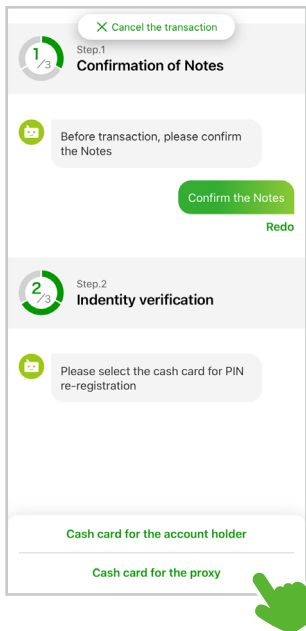 Cancel the transaction
1/3
Step.1
Confirmation of Notes
Before transaction, please confirm
the Notes
Confirm the Notes
Redo
2/3
Step.2
Indentity verification
Please select the cash card for PIN
re-registration
Cash card for the account holder
Cash card for the proxy